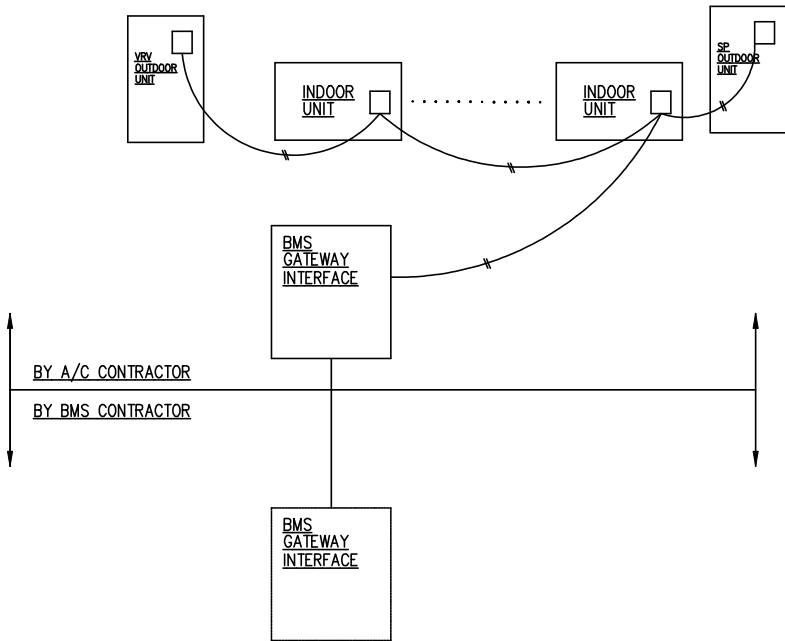 VRV
OUTDOOR
UNIT
INDOOR
UNIT
INDOOR
UNIT
SP
OUTDOOR
UNIT
BMS
GATEWAY
INTERFACE
BY A/C CONTRACTOR
BY BMS CONTRACTOR
BMS
GATEWAY
INTERFACE